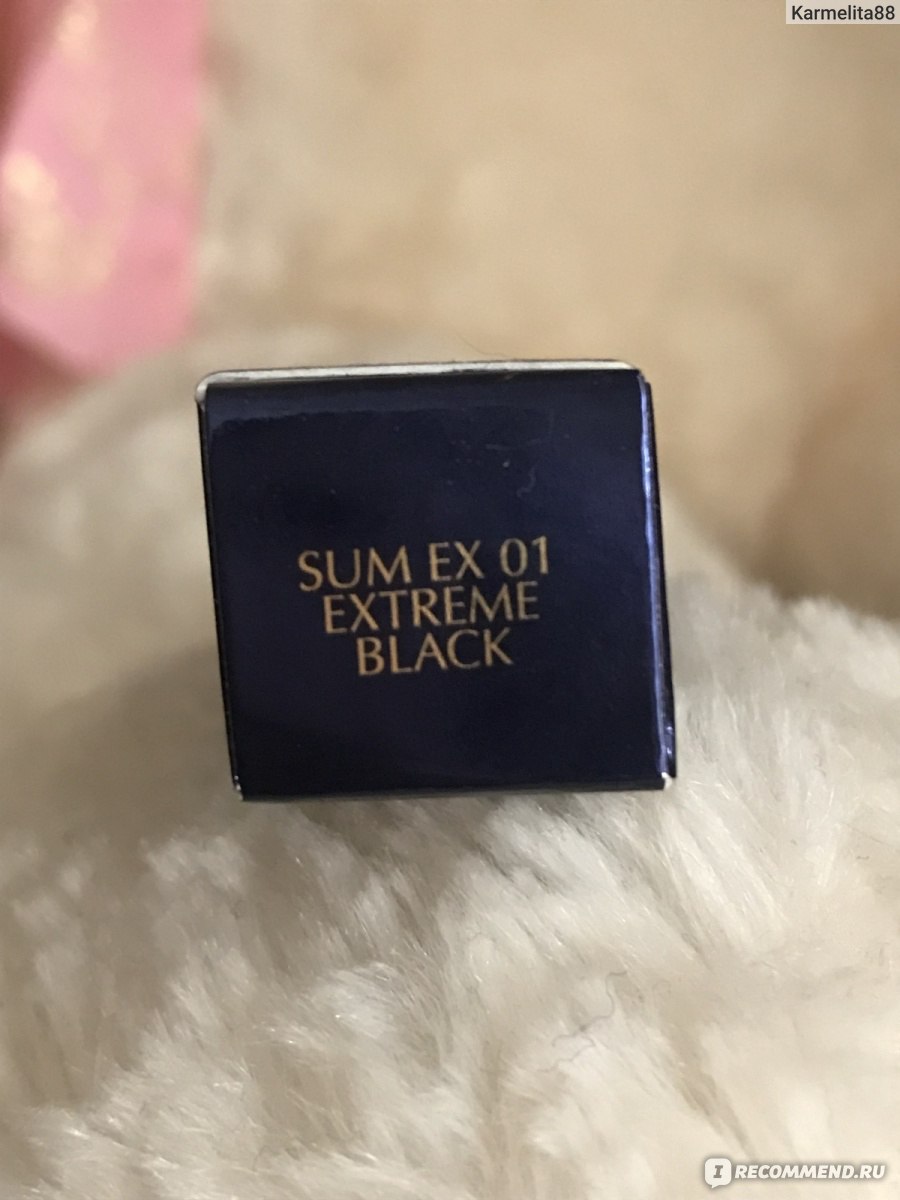 Karmelita88
SUM EX 01
EXTREME
BLACK
I RECOMMEND.RU